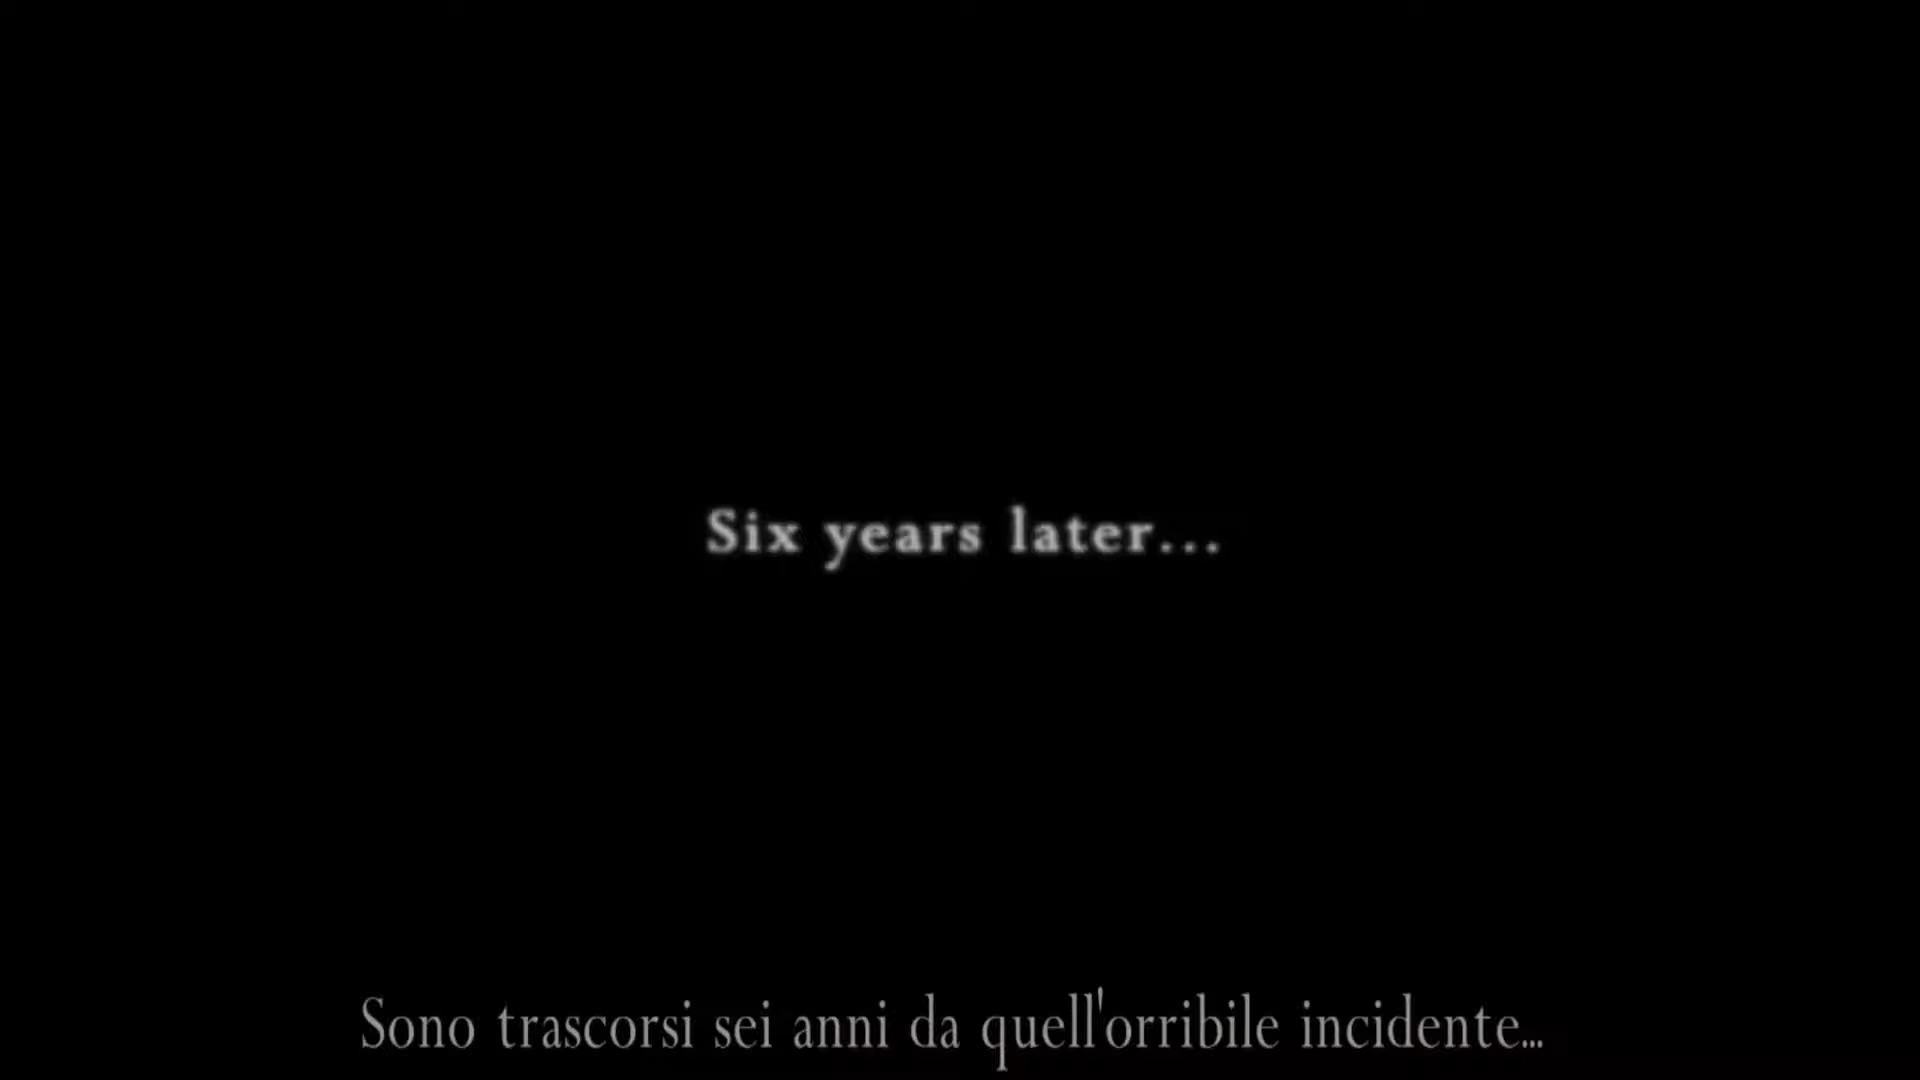 Six years later...
Sono trascorsi sei anni da quell'orribile incidente...